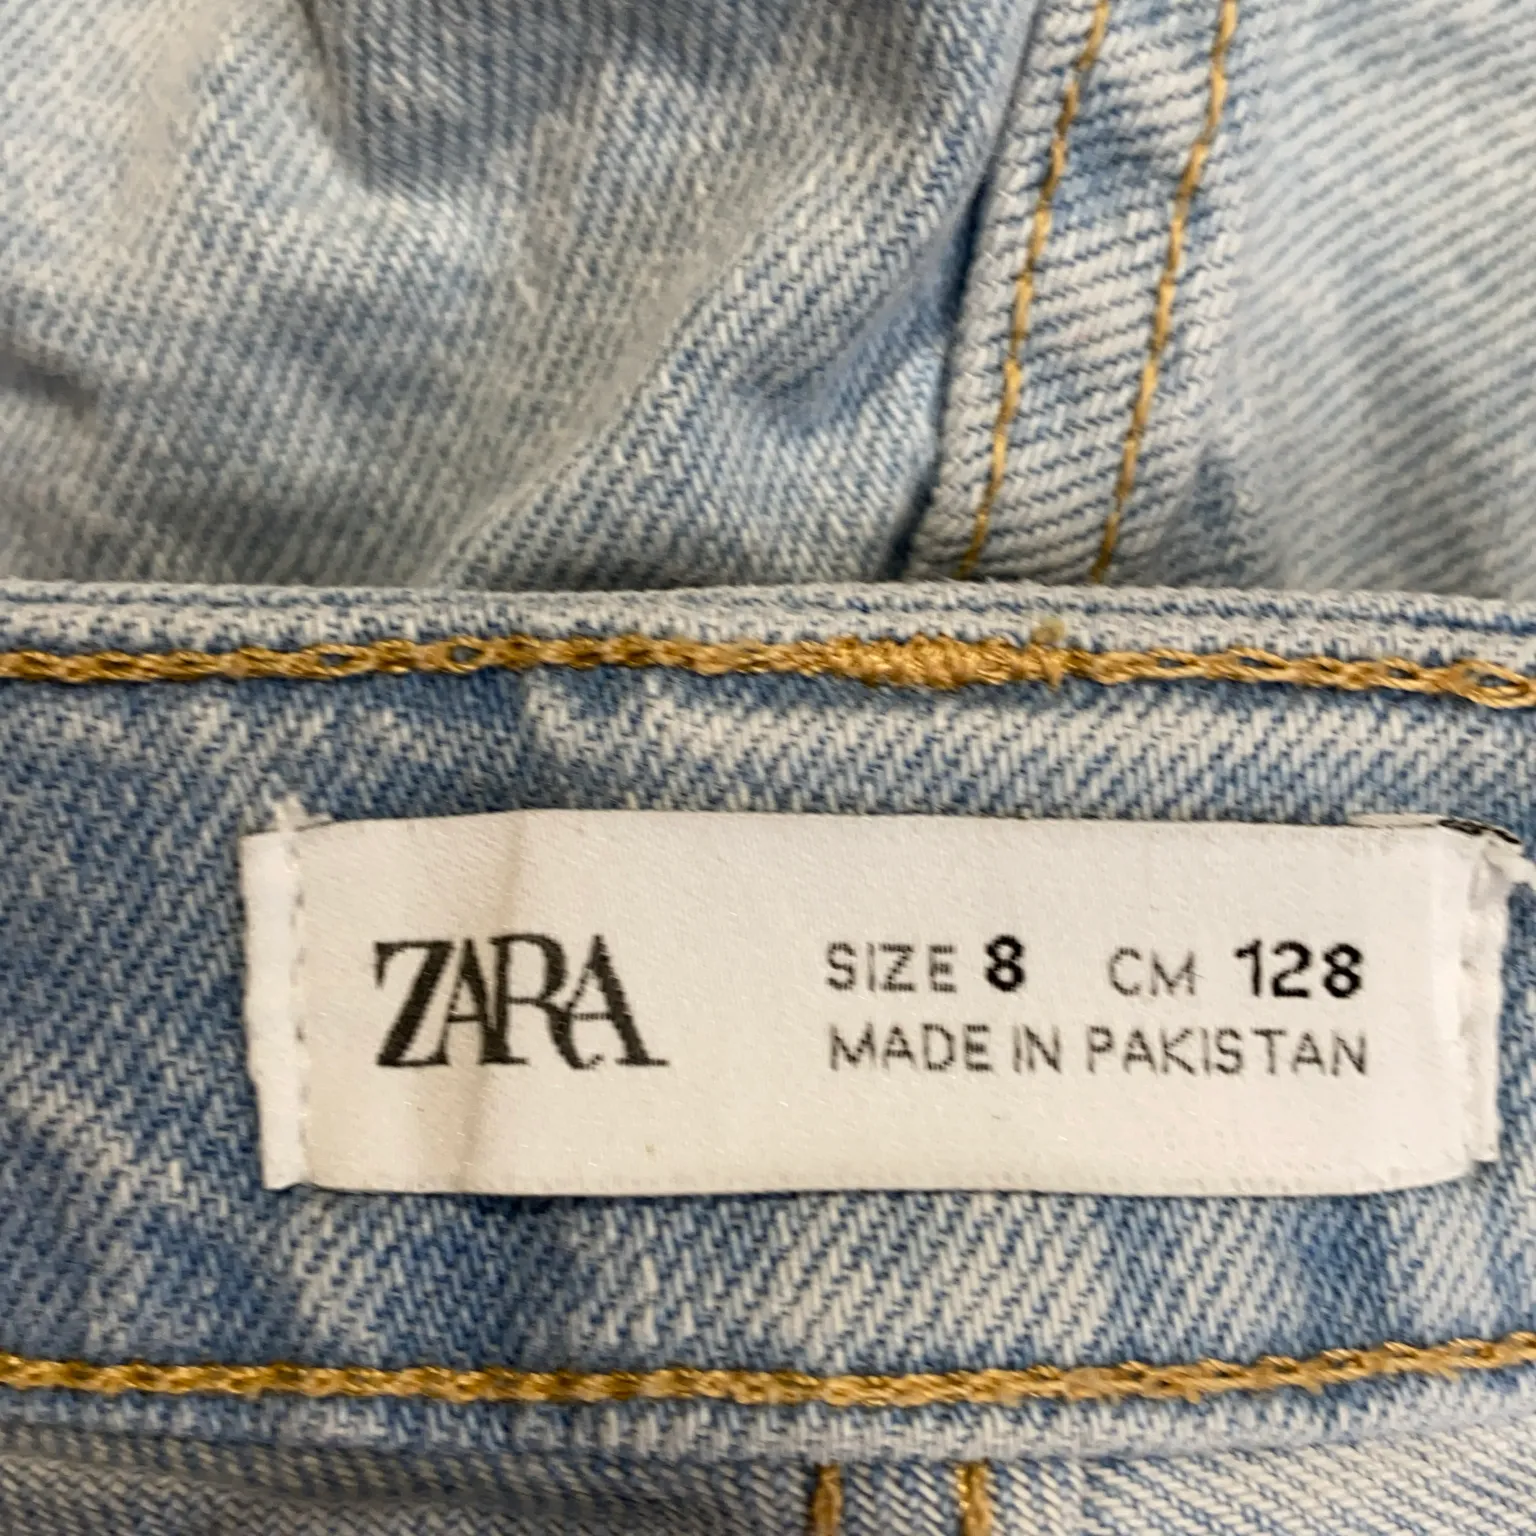 ZARA
SIZE 8 CM 128
MADE IN PAKISTAN